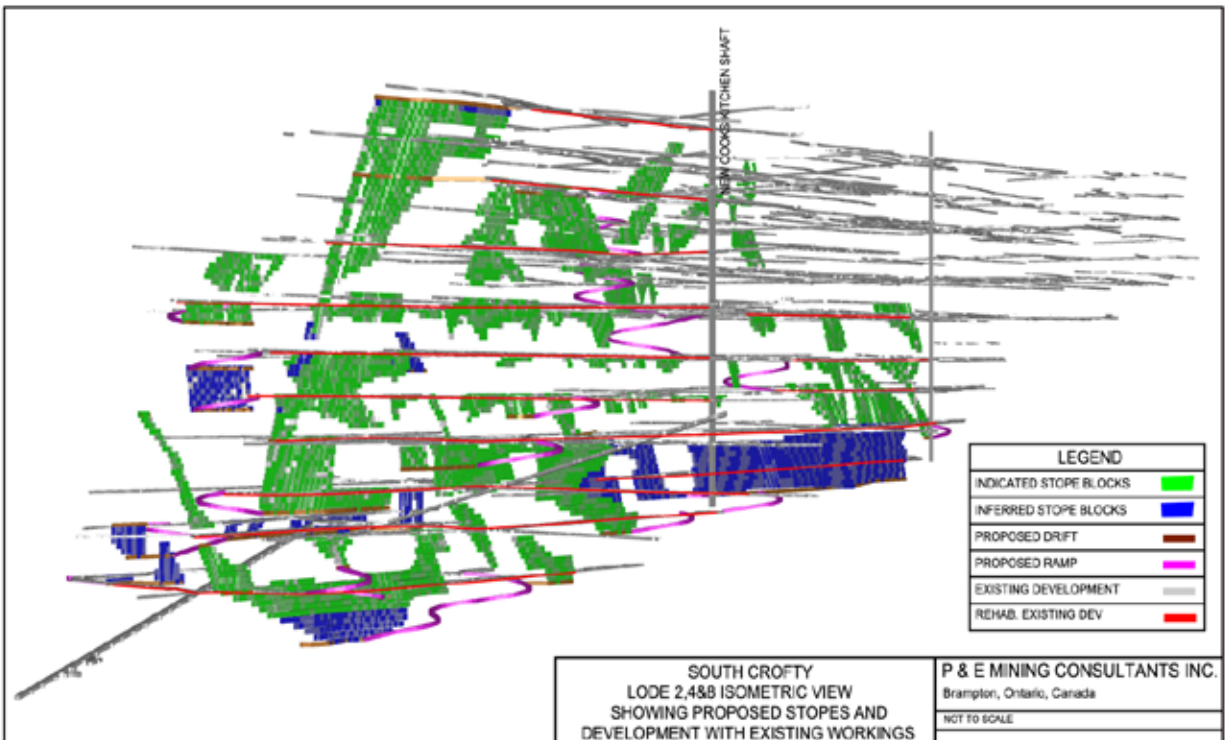 NEW COOKS KITCHEN SHAFT
LEGEND
INDICATED STOPE BLOCKS
INFERRED STOPE BLOCKS
PROPOSED DRIFT
PROPOSED RAMP
EXISTING DEVELOPMENT
REHAB. EXISTING DEV
SOUTH CROFTY
LODE 2,4&8 ISOMETRIC VIEW
SHOWING PROPOSED STOPES AND
DEVELOPMENT WITH EXISTING WORKINGS
P & E MINING CONSULTANTS INC.
Brampton, Ontario, Canada
NOT TO SCALE